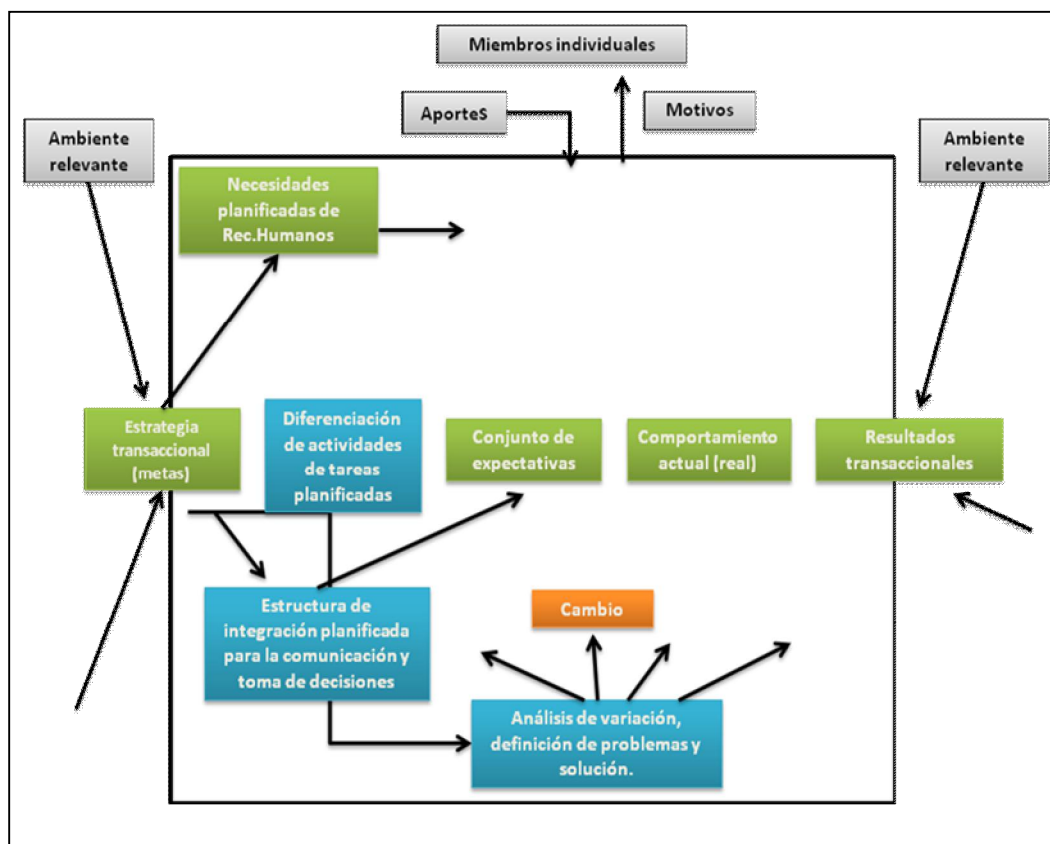 Miembros individuales
AporteS
Motivos
Ambiente
relevante
Ambiente
relevante
Necesidades
planificadas de
Rec.Humanos
Estrategia
transaccional
(metas)
Diferenciación
de actividades
de tareas
planificadas
Conjunto de
expectativas
Comportamiento
actual (real)
Resultados
transaccionales
Estructura de
integración planificada
para la comunicación y
toma de decisiones
Cambio
Análisis de variación,
definición de problemas y
solución.